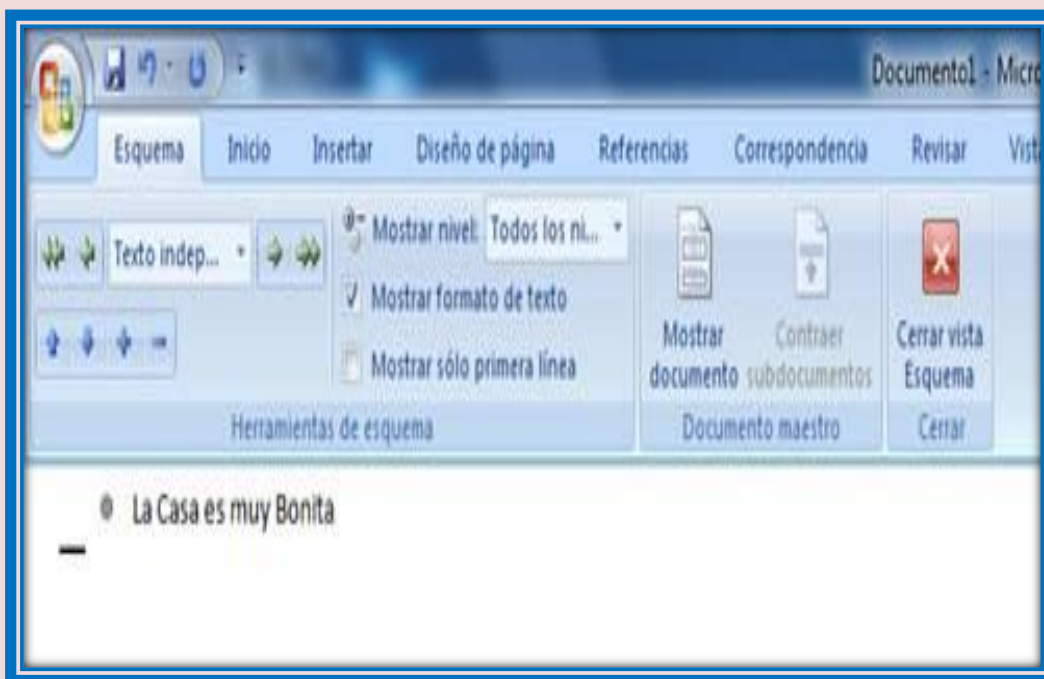 Documento1 - Micro
Esquema Inicio Insertar Diseño de página Referencias Correspondencia Revisar Vista
Texto indep... Mostrar nivel: Todos los ni...
Mostrar formato de texto
Mostrar sólo primera línea
Mostrar documento
Contraer subdocumentos
Cerrar vista Esquema
Herramientas de esquema Documento maestro Cerrar
La Casa es muy Bonita